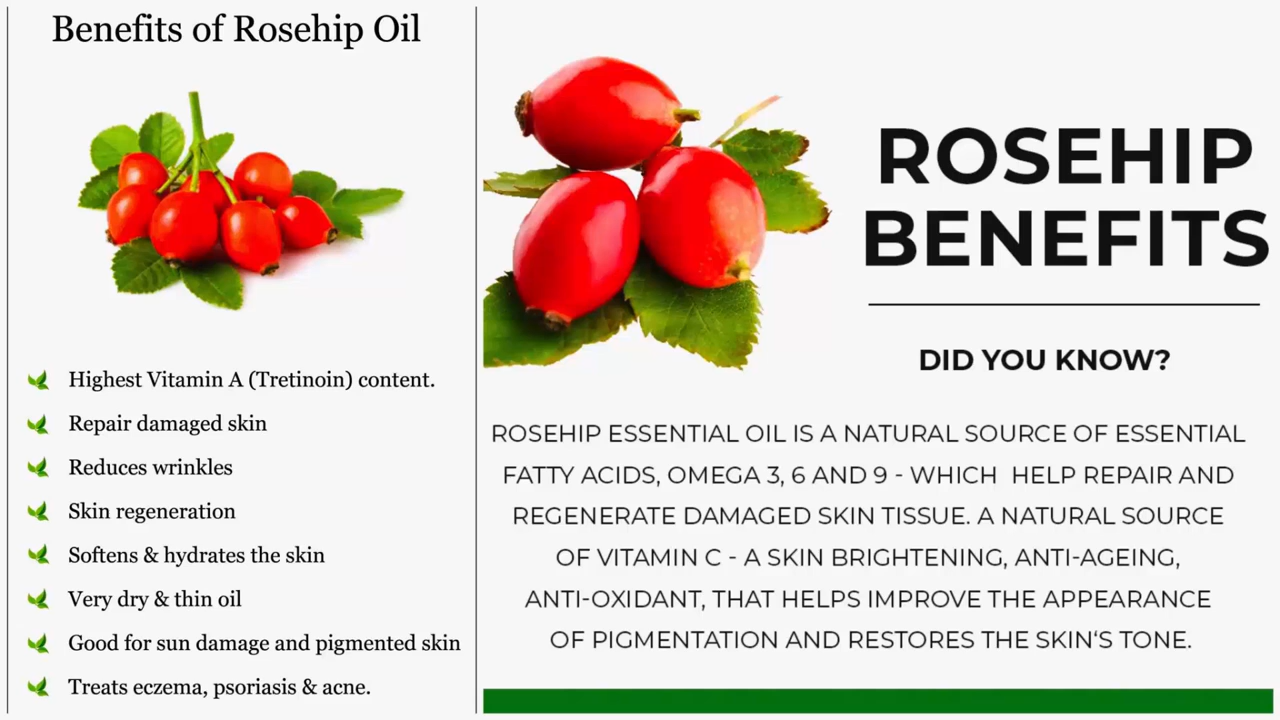 Benefits of Rosehip Oil
Highest Vitamin A (Tretinoin) content.
Repair damaged skin
Reduces wrinkles
Skin regeneration
Softens & hydrates the skin
Very dry & thin oil
Good for sun damage and pigmented skin
Treats eczema, psoriasis & acne.
ROSEHIP
BENEFITS
DID YOU KNOW?
ROSEHIP ESSENTIAL OIL IS A NATURAL SOURCE OF ESSENTIAL
FATTY ACIDS, OMEGA 3, 6 AND 9 - WHICH HELP REPAIR AND
REGENERATE DAMAGED SKIN TISSUE. A NATURAL SOURCE
OF VITAMIN C - A SKIN BRIGHTENING, ANTI-AGEING,
ANTI-OXIDANT, THAT HELPS IMPROVE THE APPEARANCE
OF PIGMENTATION AND RESTORES THE SKIN‘S TONE.